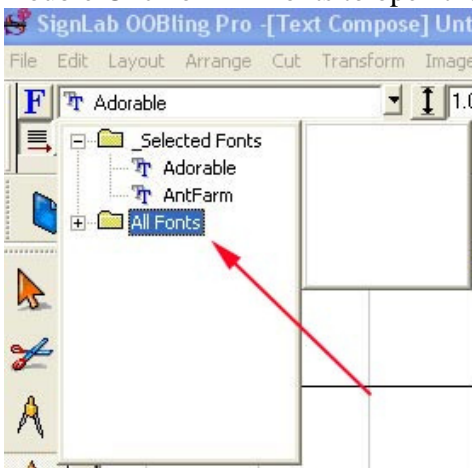 SignLab OOBling Pro -[Text Compose] Unt
File Edit Layout Arrange Cut Transform Image
F Adorable 1.0
_Selected Fonts
Adorable
AntFarm
All Fonts